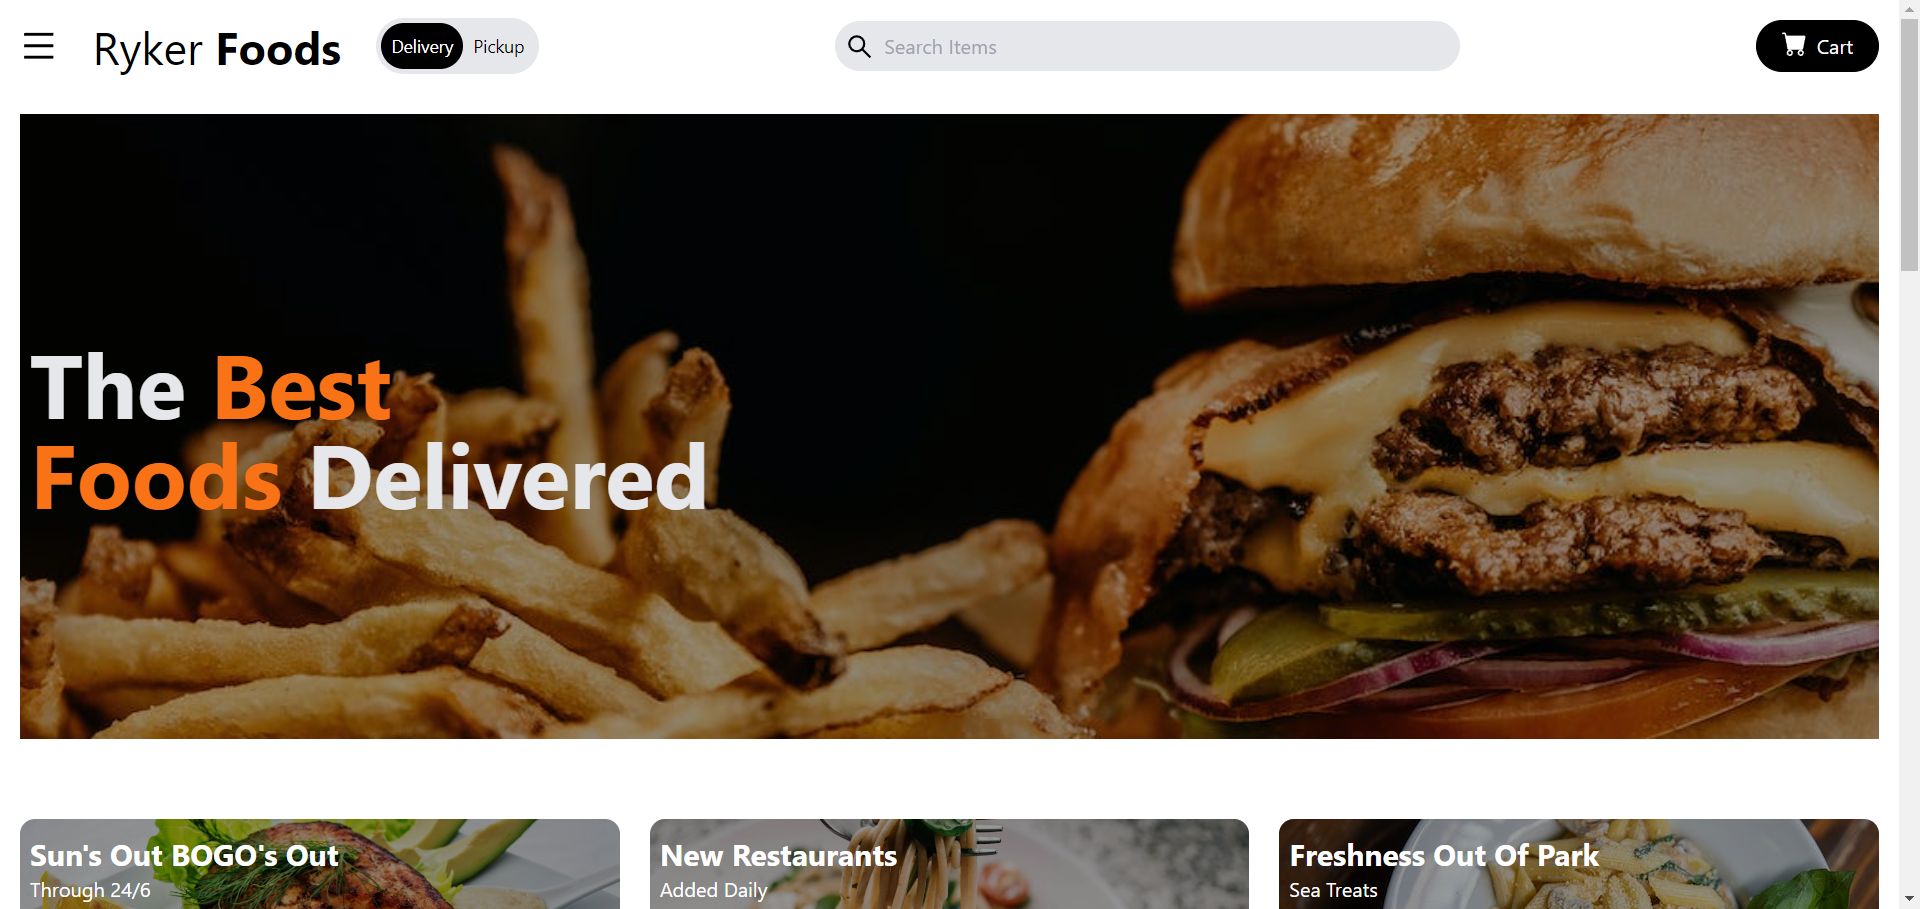 Ryker Foods
Delivery Pickup
Search Items
Cart
The Best
Foods Delivered
Sun's Out BOGO's Out
Through 24/6
New Restaurants
Added Daily
Freshness Out Of Park
Sea Treats